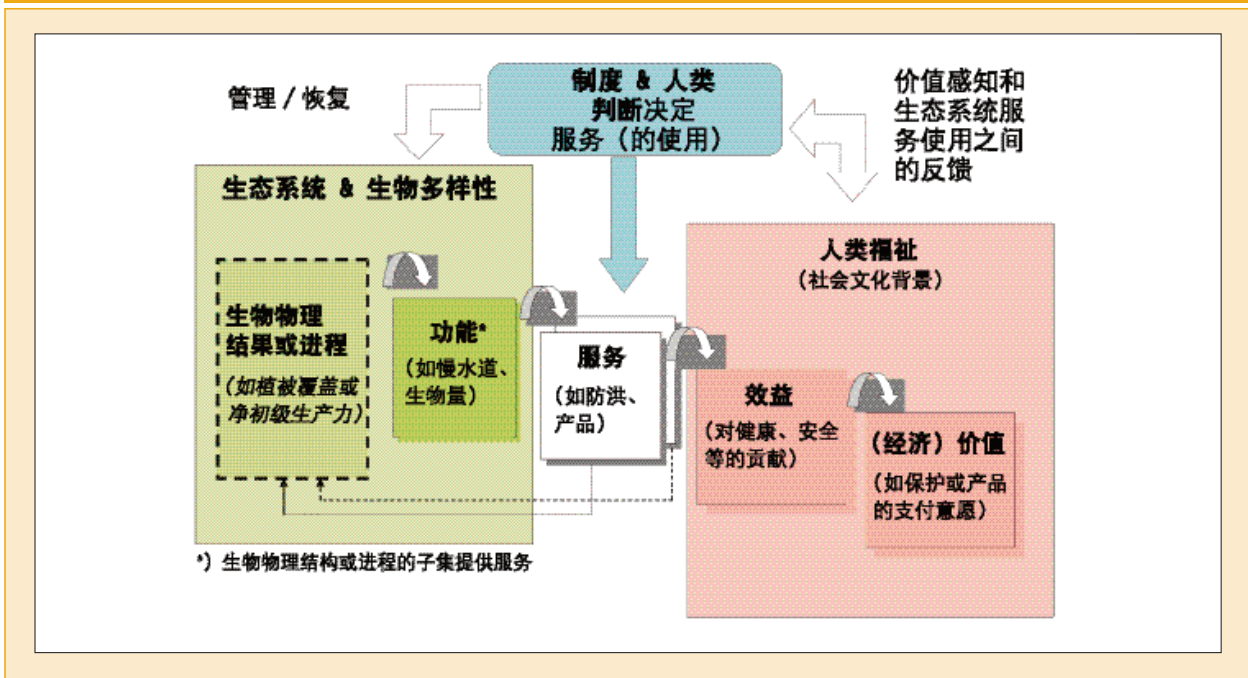 管理 / 恢复
制度 & 人类
判断决定
服务（的使用）
价值感知和
生态系统服
务使用之间
的反馈
生态系统 & 生物多样性
生物物理
结果或进程
（如植被覆盖或
净初级生产力）
功能*
（如慢水道、
生物量）
服务
（如防洪、
产品）
人类福祉
（社会文化背景）
效益
（对健康、安全
等的贡献）
（经济）价值
（如保护或产品
的支付意愿）
*）生物物理结构或进程的子集提供服务